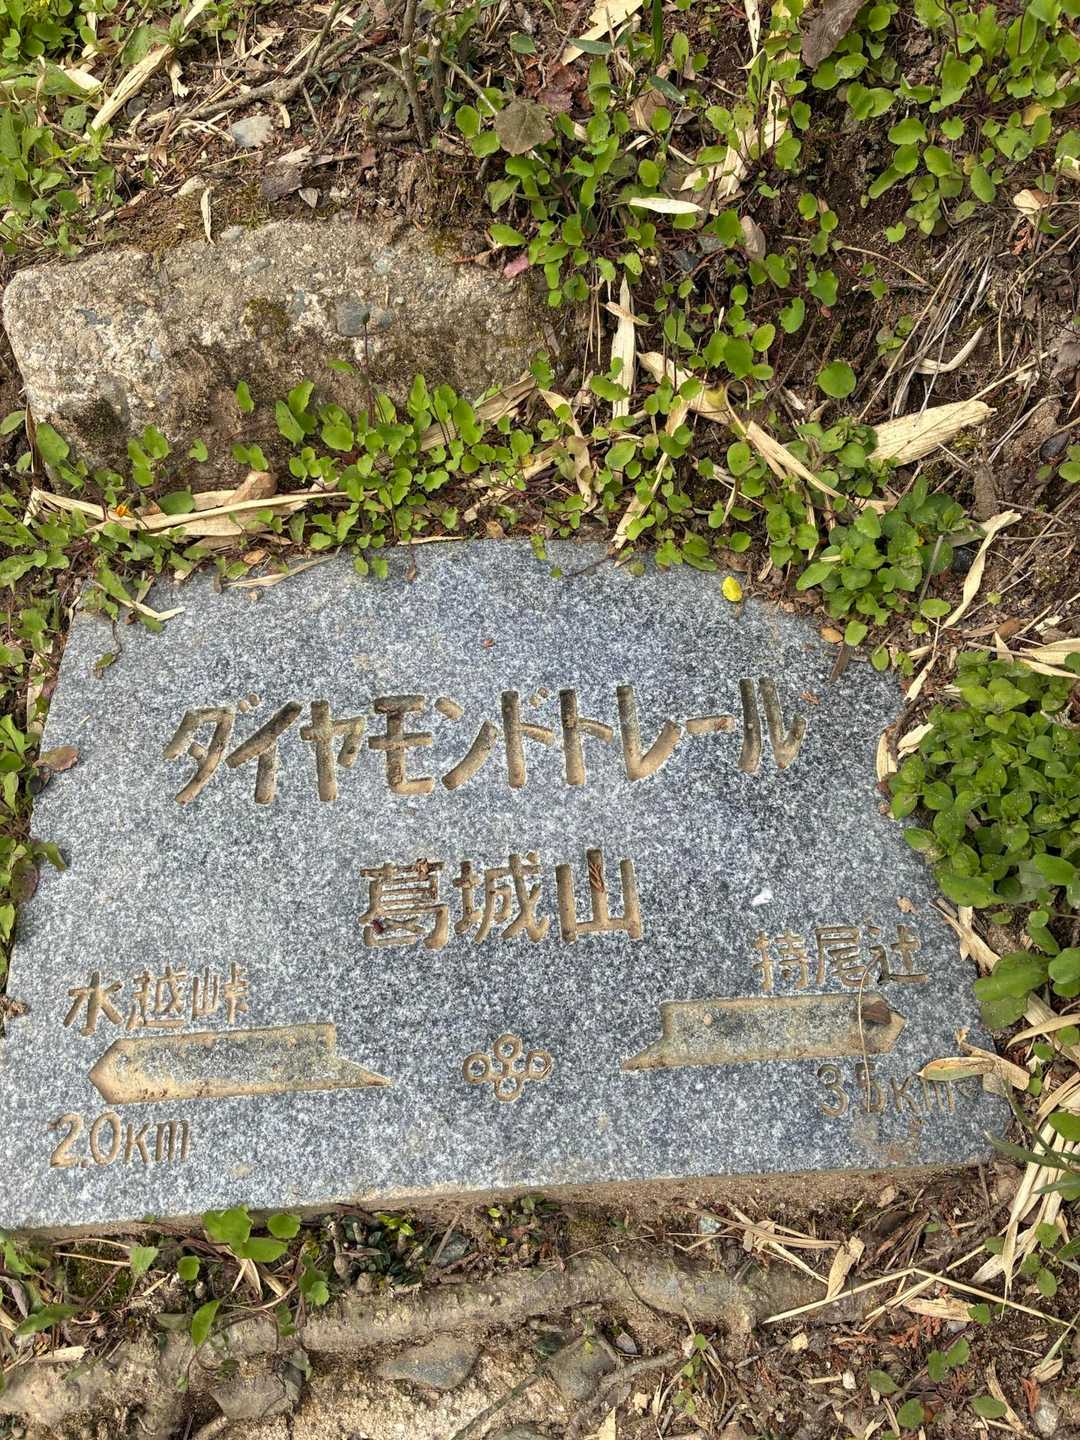 ダイヤモンドトレール
葛城山
水越峠
2.0km
持尾辻
3.5km